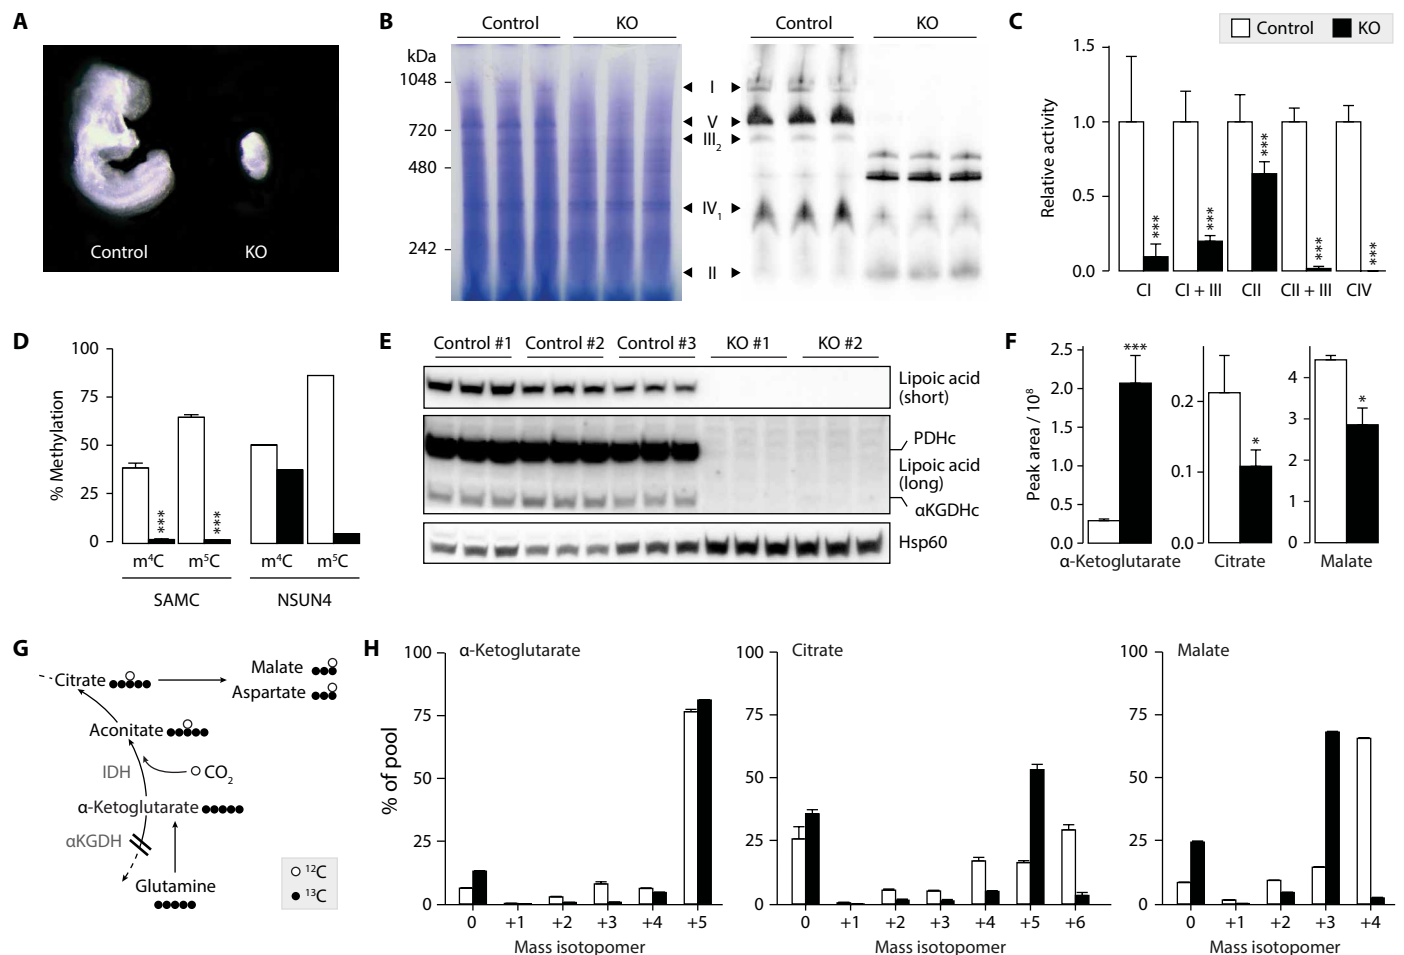 A
Control
KO
B
Control
KO
Control
KO
kDa
1048
720
480
242
I
V
III₂
IV₁
II
C
Control
KO
Relative activity
1.5
1.0
0.5
0.0
***
***
***
***
***
CI
CI + III
CII
CII + III
CIV
D
% Methylation
100
75
50
25
0
***
***
m⁴C
m⁵C
m⁴C
m⁵C
SAMC
NSUN4
E
Control #1
Control #2
Control #3
KO #1
KO #2
Lipoic acid
(short)
PDHc
Lipoic acid
(long)
αKGDHc
Hsp60
F
Peak area / 10⁸
2.5
2.0
1.5
1.0
0.5
0.0
***
α-Ketoglutarate
0.2
0.1
0.0
*
Citrate
4
3
2
1
0
*
Malate
G
Citrate
Malate
Aspartate
Aconitate
IDH
CO₂
α-Ketoglutarate
αKGDH
Glutamine
¹²C
¹³C
H
% of pool
α-Ketoglutarate
100
75
50
25
0
0
+1
+2
+3
+4
+5
Mass isotopomer
Citrate
100
75
50
25
0
0
+1
+2
+3
+4
+5
+6
Mass isotopomer
Malate
100
75
50
25
0
0
+1
+2
+3
+4
Mass isotopomer